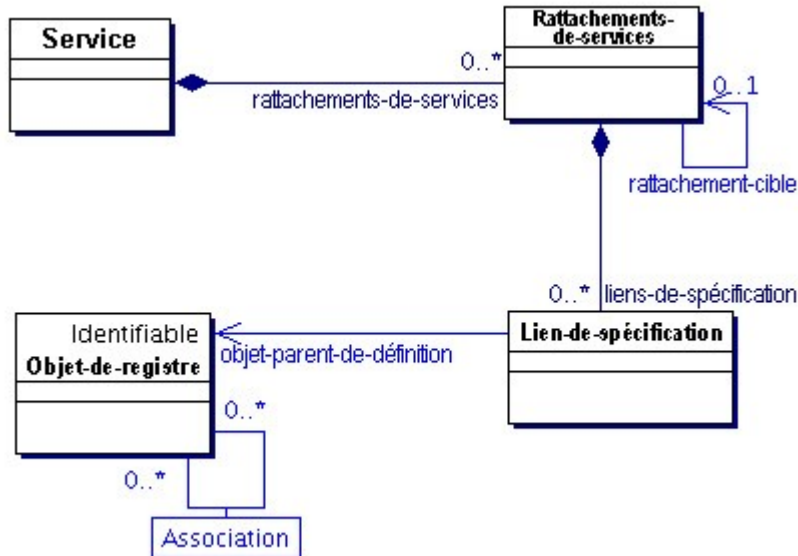 Service
Rattachements-
de-services
0..*
rattachements-de-services
0..1
rattachement-cible
0..*
liens-de-spécification
Identifiable
Objet-de-registre
objet-parent-de-définition
Lien-de-spécification
0..*
0..*
Association